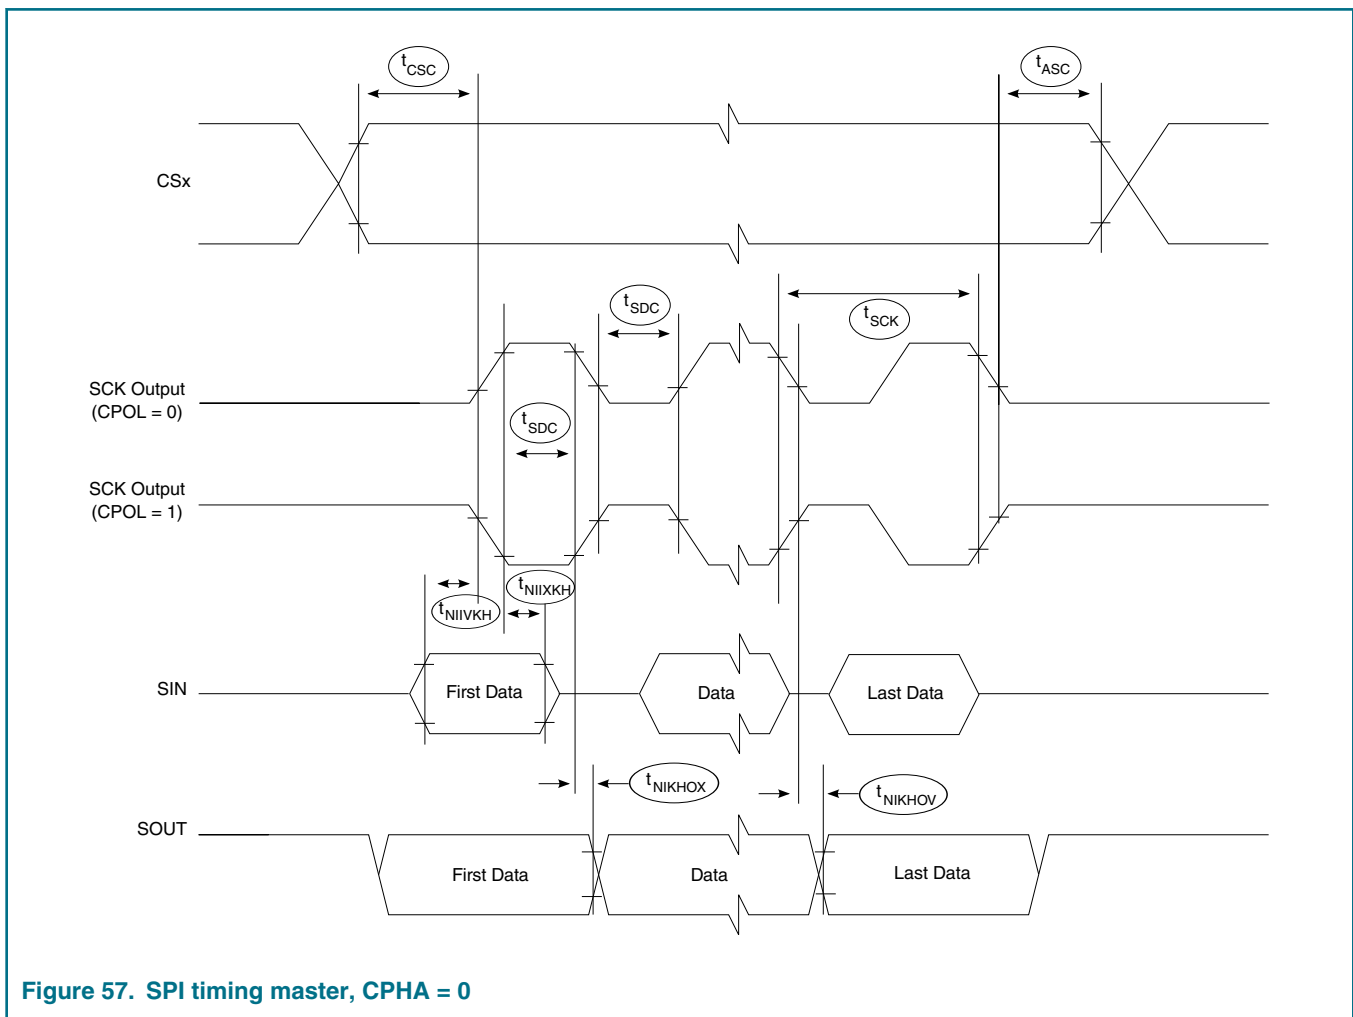 tCSC
tASC
CSx
tSDC
tSCK
SCK Output
(CPOL = 0)
tSDC
SCK Output
(CPOL = 1)
tNIIVKH
tNIIXKH
SIN
First Data
Data
Last Data
tNIKHOX
tNIKHOV
SOUT
First Data
Data
Last Data
Figure 57. SPI timing master, CPHA = 0